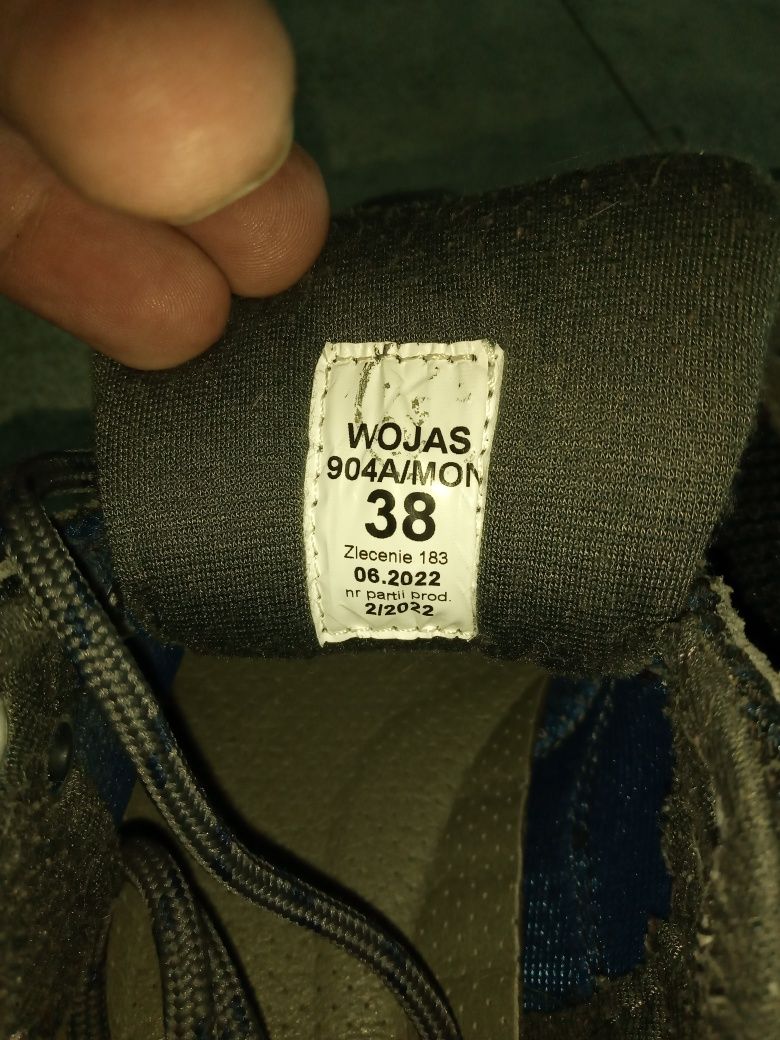 WOJAS
904A/MON
38
Zlecenie 183
06.2022
nr partii prod.
2/2022